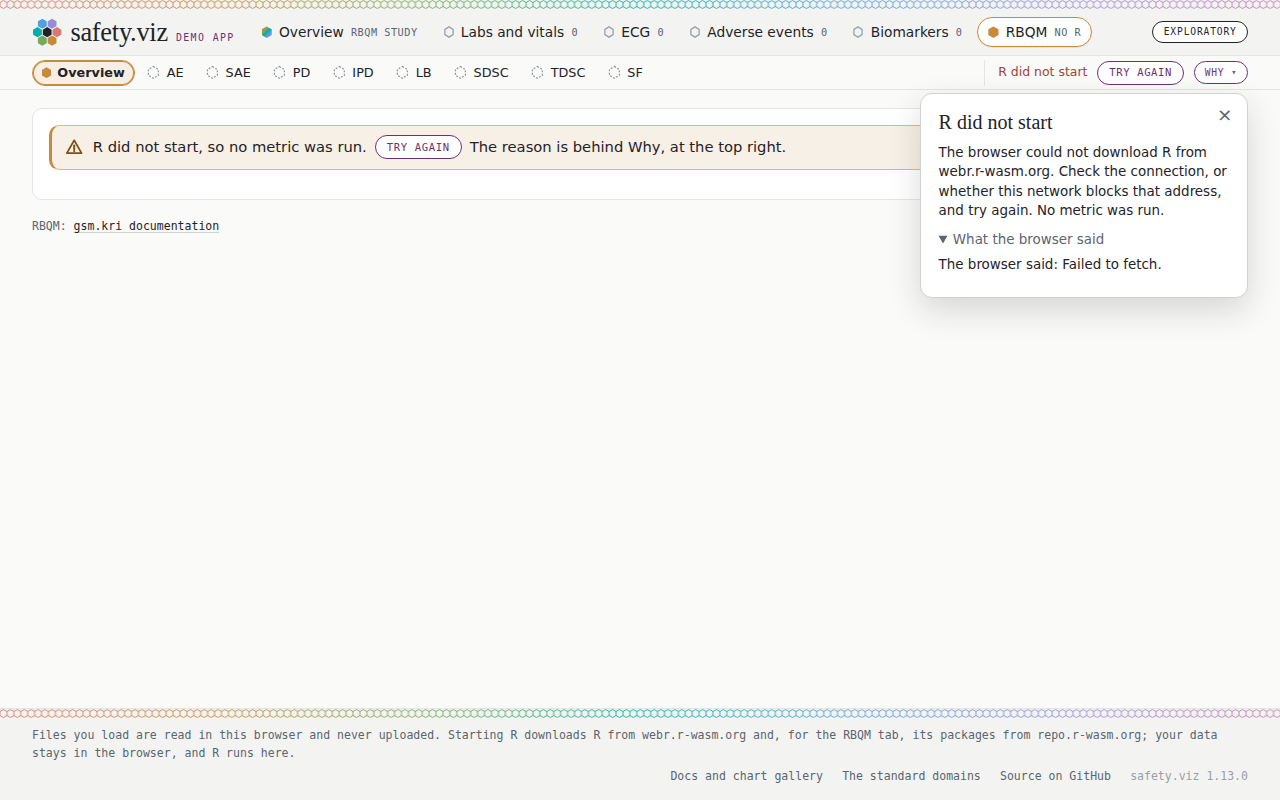 safety.viz DEMO APP
Overview RBQM STUDY
Labs and vitals 0
ECG 0
Adverse events 0
Biomarkers 0
RBQM NO R
EXPLORATORY
Overview
AE
SAE
PD
IPD
LB
SDSC
TDSC
SF
R did not start
TRY AGAIN
WHY ▾
R did not start, so no metric was run. TRY AGAIN The reason is behind Why, at the top right.
RBQM: gsm.kri documentation
R did not start ✕
The browser could not download R from
webr.r-wasm.org. Check the connection, or
whether this network blocks that address,
and try again. No metric was run.
▼ What the browser said
The browser said: Failed to fetch.
Files you load are read in this browser and never uploaded. Starting R downloads R from webr.r-wasm.org and, for the RBQM tab, its packages from repo.r-wasm.org; your data
stays in the browser, and R runs here.
Docs and chart gallery
The standard domains
Source on GitHub
safety.viz 1.13.0